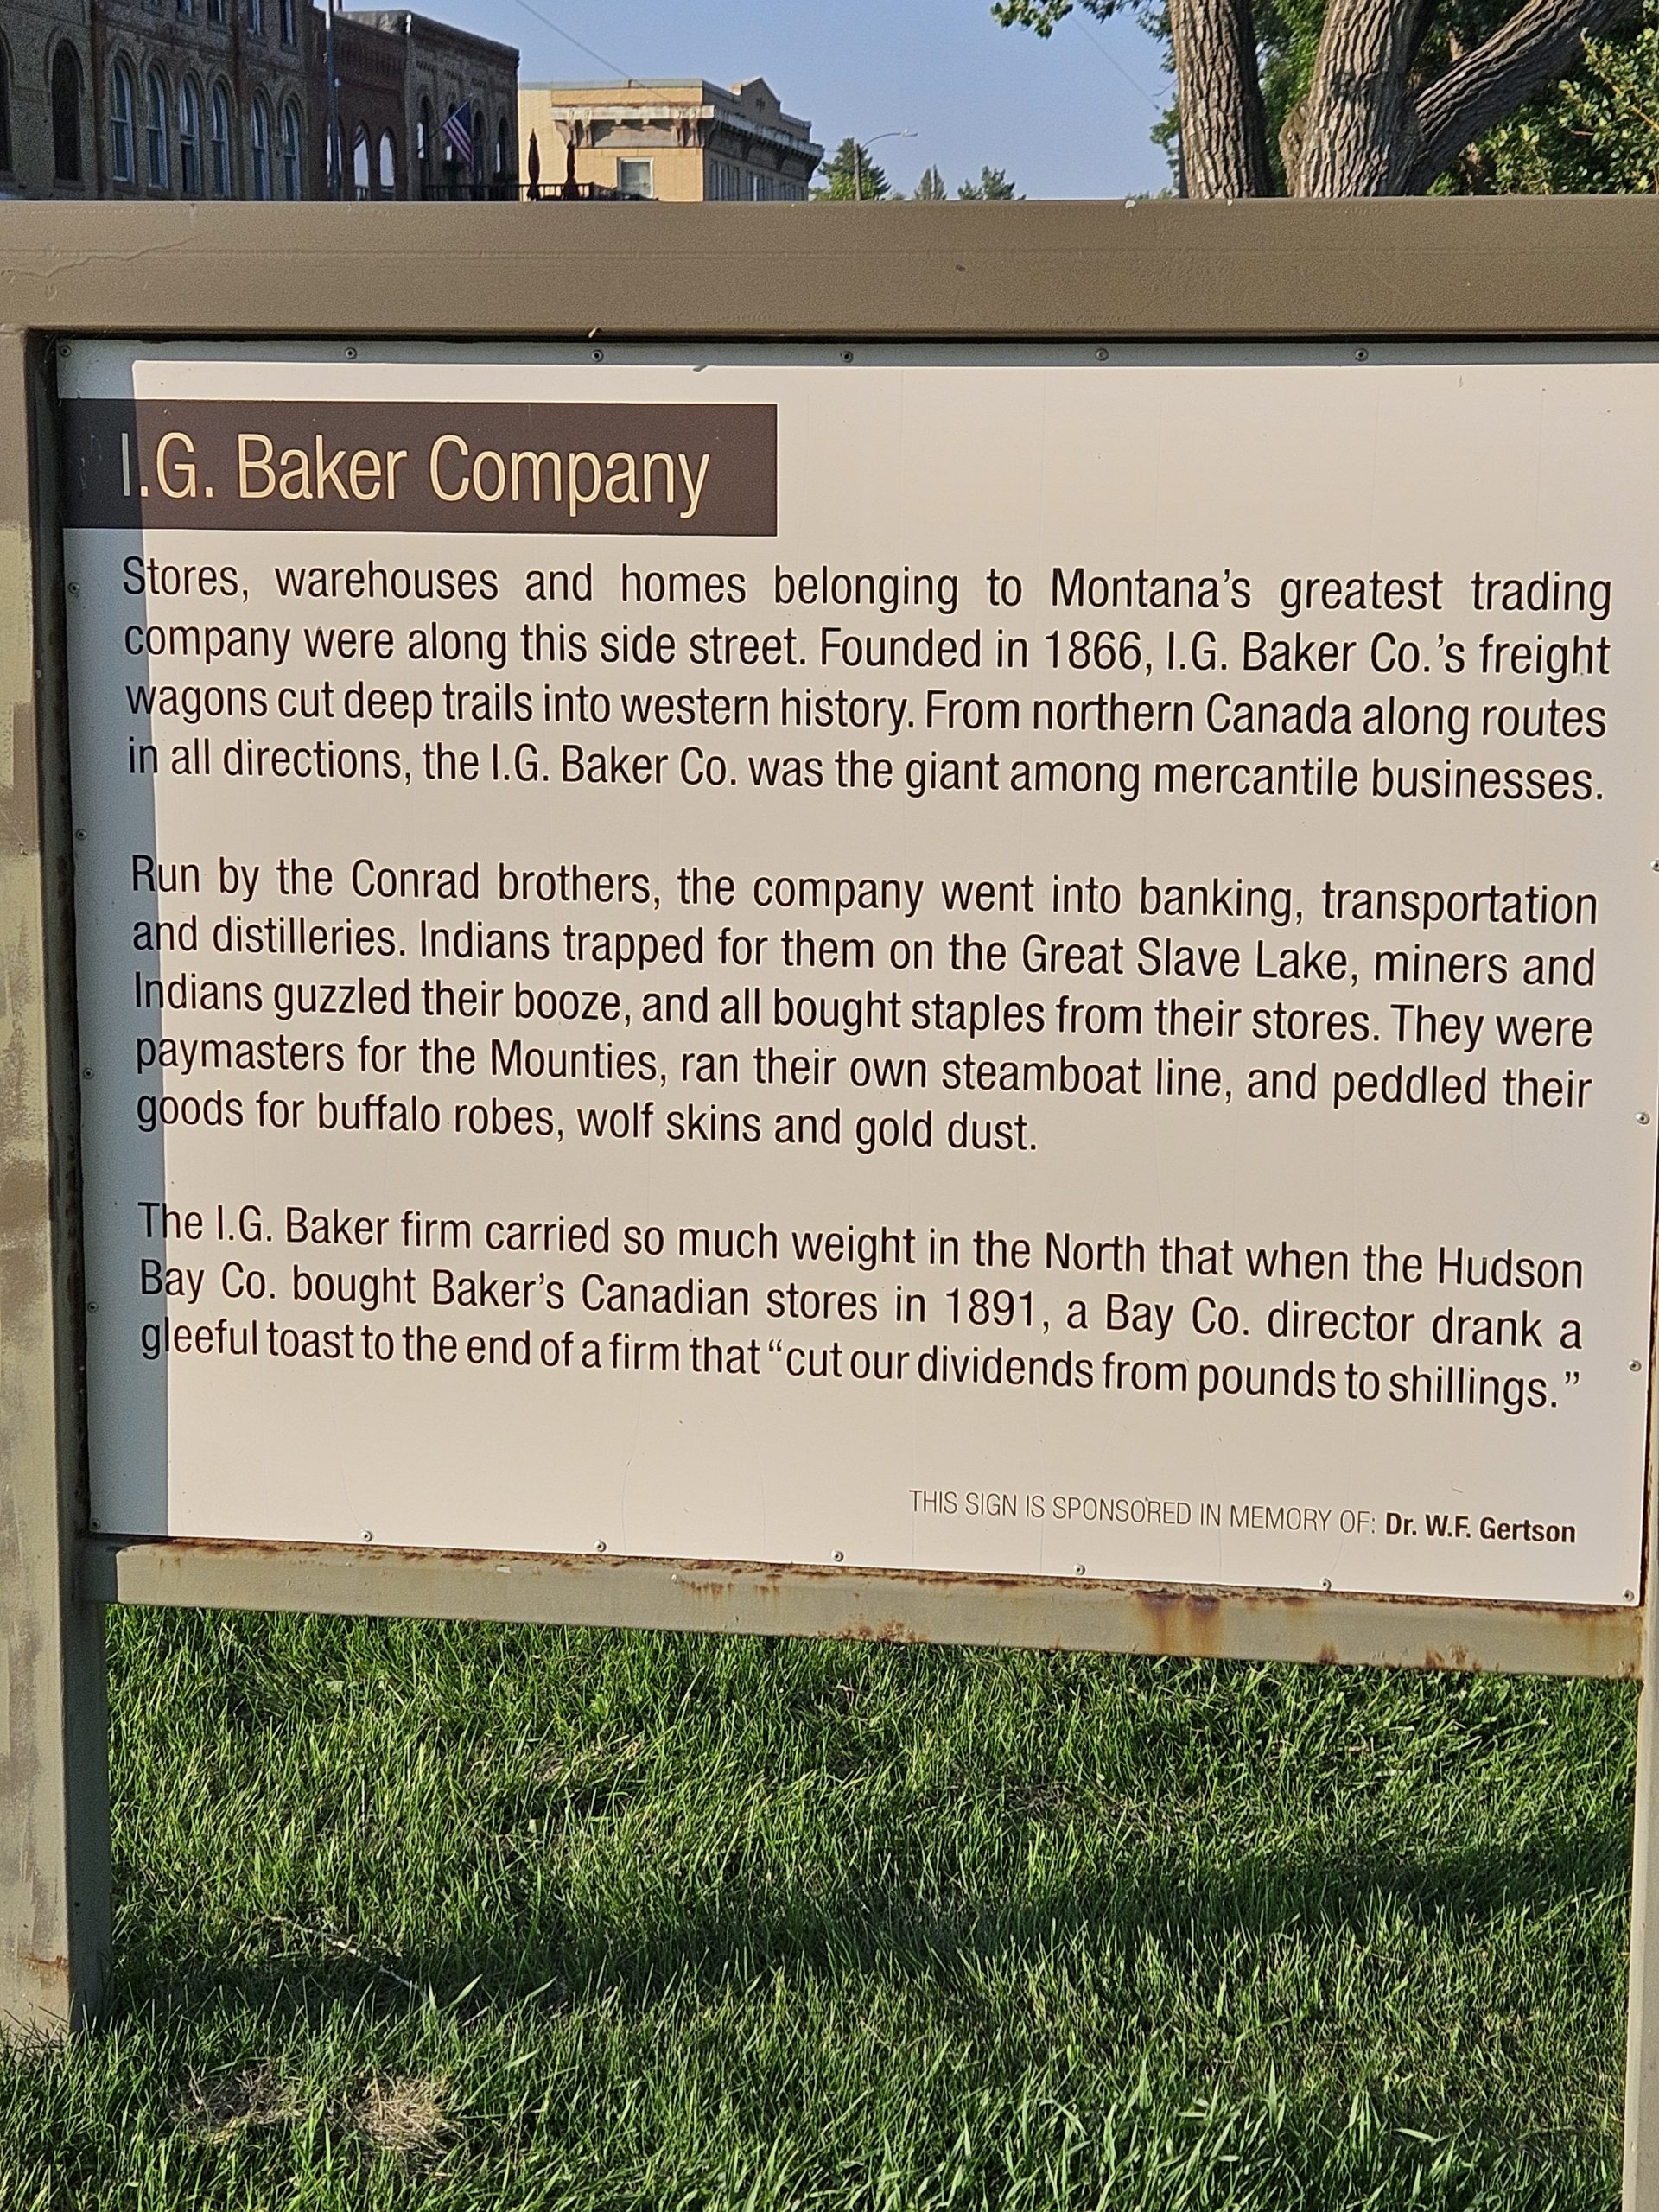 I.G. Baker Company
Stores, warehouses and homes belonging to Montana's greatest trading
company were along this side street. Founded in 1866, I.G. Baker Co.'s freight
wagons cut deep trails into western history. From northern Canada along routes
in all directions, the I.G. Baker Co. was the giant among mercantile businesses.
Run by the Conrad brothers, the company went into banking, transportation
and distilleries. Indians trapped for them on the Great Slave Lake, miners and
Indians guzzled their booze, and all bought staples from their stores. They were
paymasters for the Mounties, ran their own steamboat line, and peddled their
goods for buffalo robes, wolf skins and gold dust.
The I.G. Baker firm carried so much weight in the North that when the Hudson
Bay Co. bought Baker's Canadian stores in 1891, a Bay Co. director drank a
gleeful toast to the end of a firm that “cut our dividends from pounds to shillings.”
THIS SIGN IS SPONSORED IN MEMORY OF: Dr. W.F. Gertson